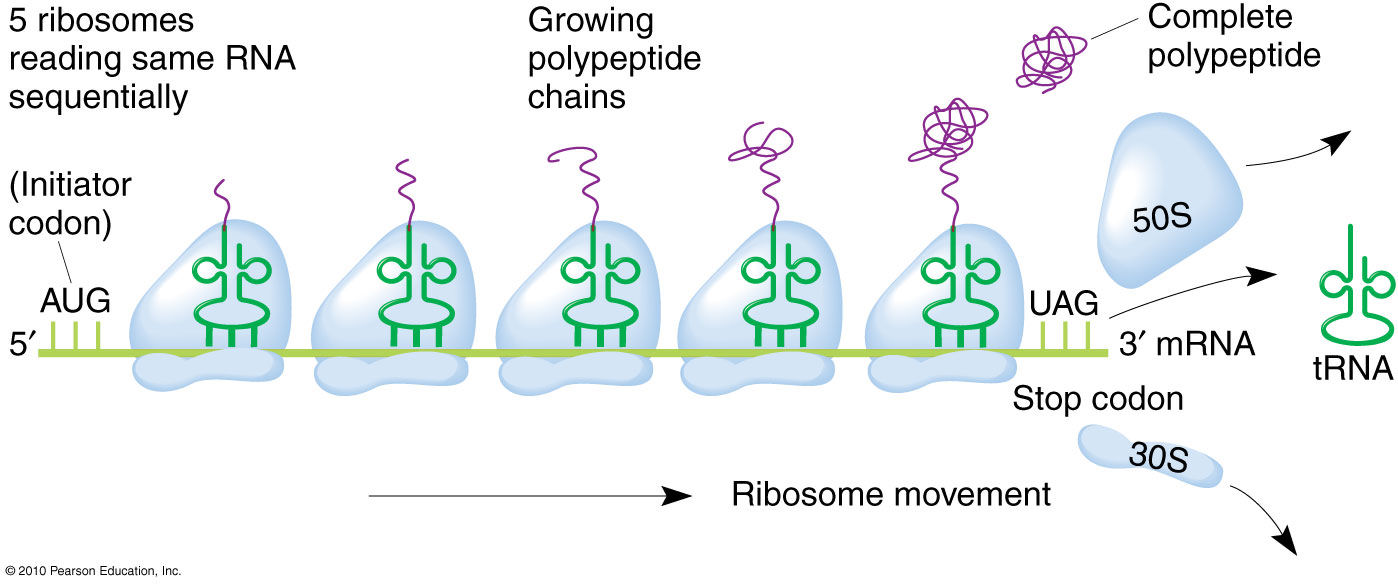 5 ribosomes
reading same RNA
sequentially
Growing
polypeptide
chains
Complete
polypeptide
(Initiator
codon)
AUG
5′
50S
UAG
3′ mRNA
tRNA
Stop codon
30S
Ribosome movement
© 2010 Pearson Education, Inc.